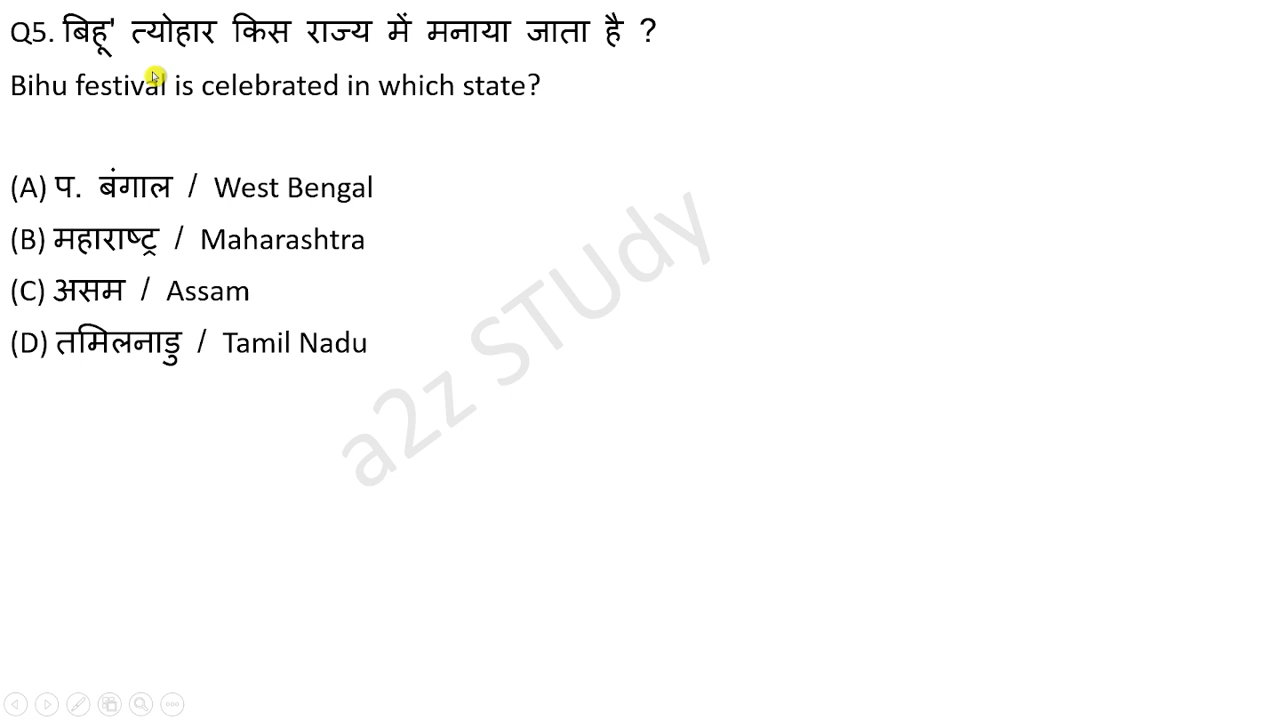 Q5. बिहू' त्योहार किस राज्य में मनाया जाता है ?
Bihu festival is celebrated in which state?
(A) प. बंगाल / West Bengal
(B) महाराष्ट्र / Maharashtra
(C) असम / Assam
(D) तमिलनाडु / Tamil Nadu
a2z STUdy